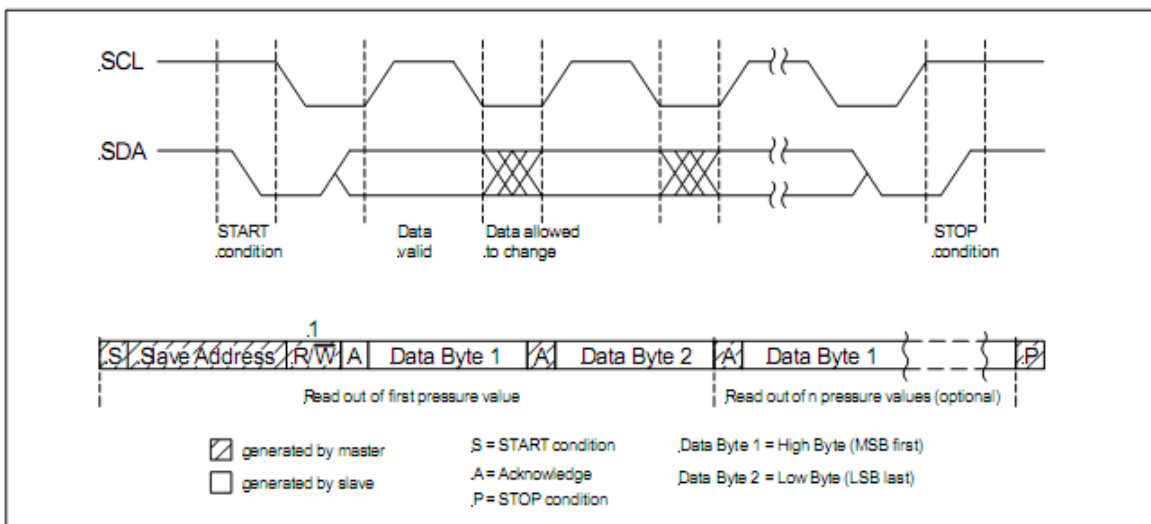 SCL
SDA
START condition
Data valid
Data allowed to change
STOP condition
1
S Slave Address R/W̅ A Data Byte 1 A Data Byte 2 A Data Byte 1 P
Read out of first pressure value
Read out of n pressure values (optional)
generated by master
generated by slave
S = START condition
A = Acknowledge
P = STOP condition
Data Byte 1 = High Byte (MSB first)
Data Byte 2 = Low Byte (LSB last)